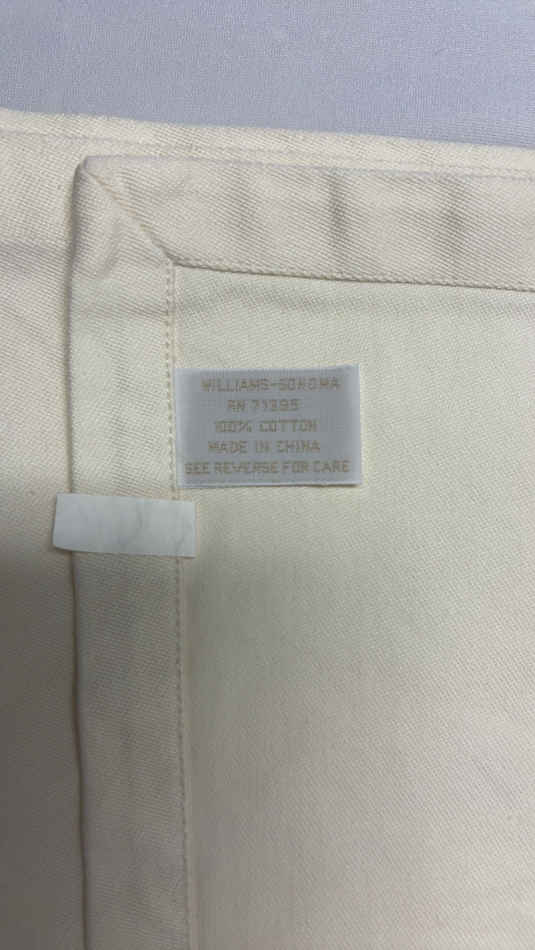 WILLIAMS-SONOMA
RN 71395
100% COTTON
MADE IN CHINA
SEE REVERSE FOR CARE